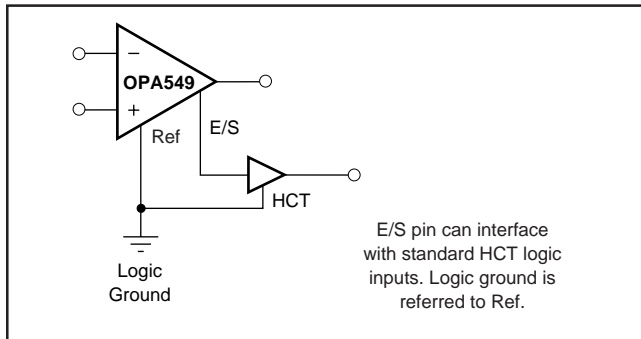 −
OPA549
+
Ref
E/S
HCT
Logic
Ground
E/S pin can interface
with standard HCT logic
inputs. Logic ground is
referred to Ref.